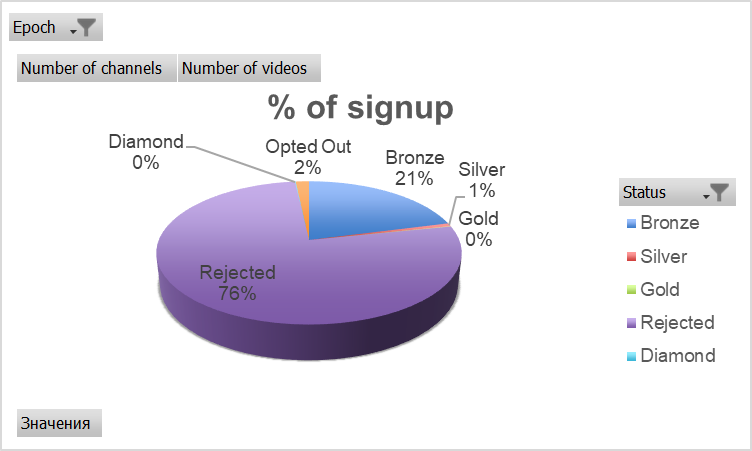 Epoch
Number of channels
Number of videos
% of signup
Diamond
0%
Opted Out
2%
Bronze
21%
Silver
1%
Gold
0%
Rejected
76%
Status
Bronze
Silver
Gold
Rejected
Diamond
Значения